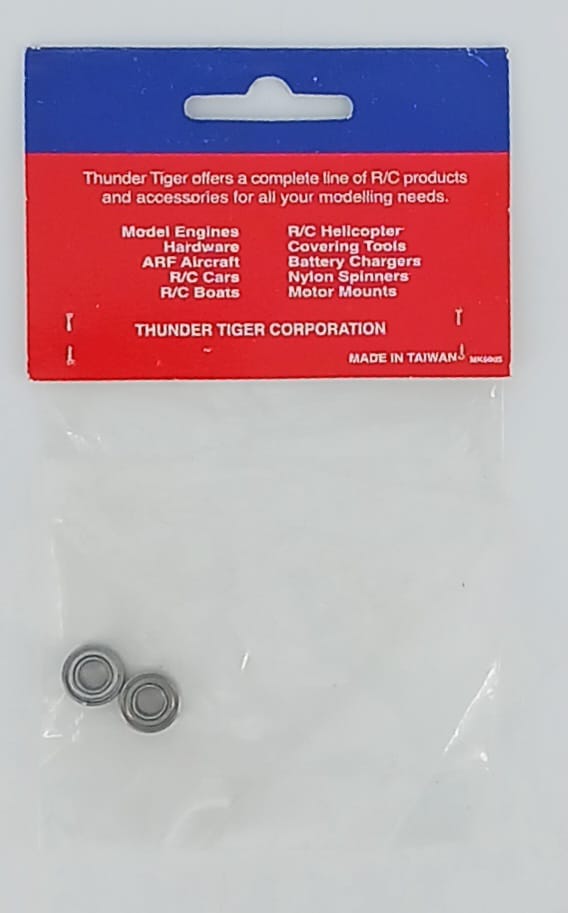 Thunder Tiger offers a complete line of R/C products
and accessories for all your modelling needs.
Model Engines
Hardware
ARF Aircraft
R/C Cars
R/C Boats
R/C Helicopter
Covering Tools
Battery Chargers
Nylon Spinners
Motor Mounts
THUNDER TIGER CORPORATION
MADE IN TAIWAN